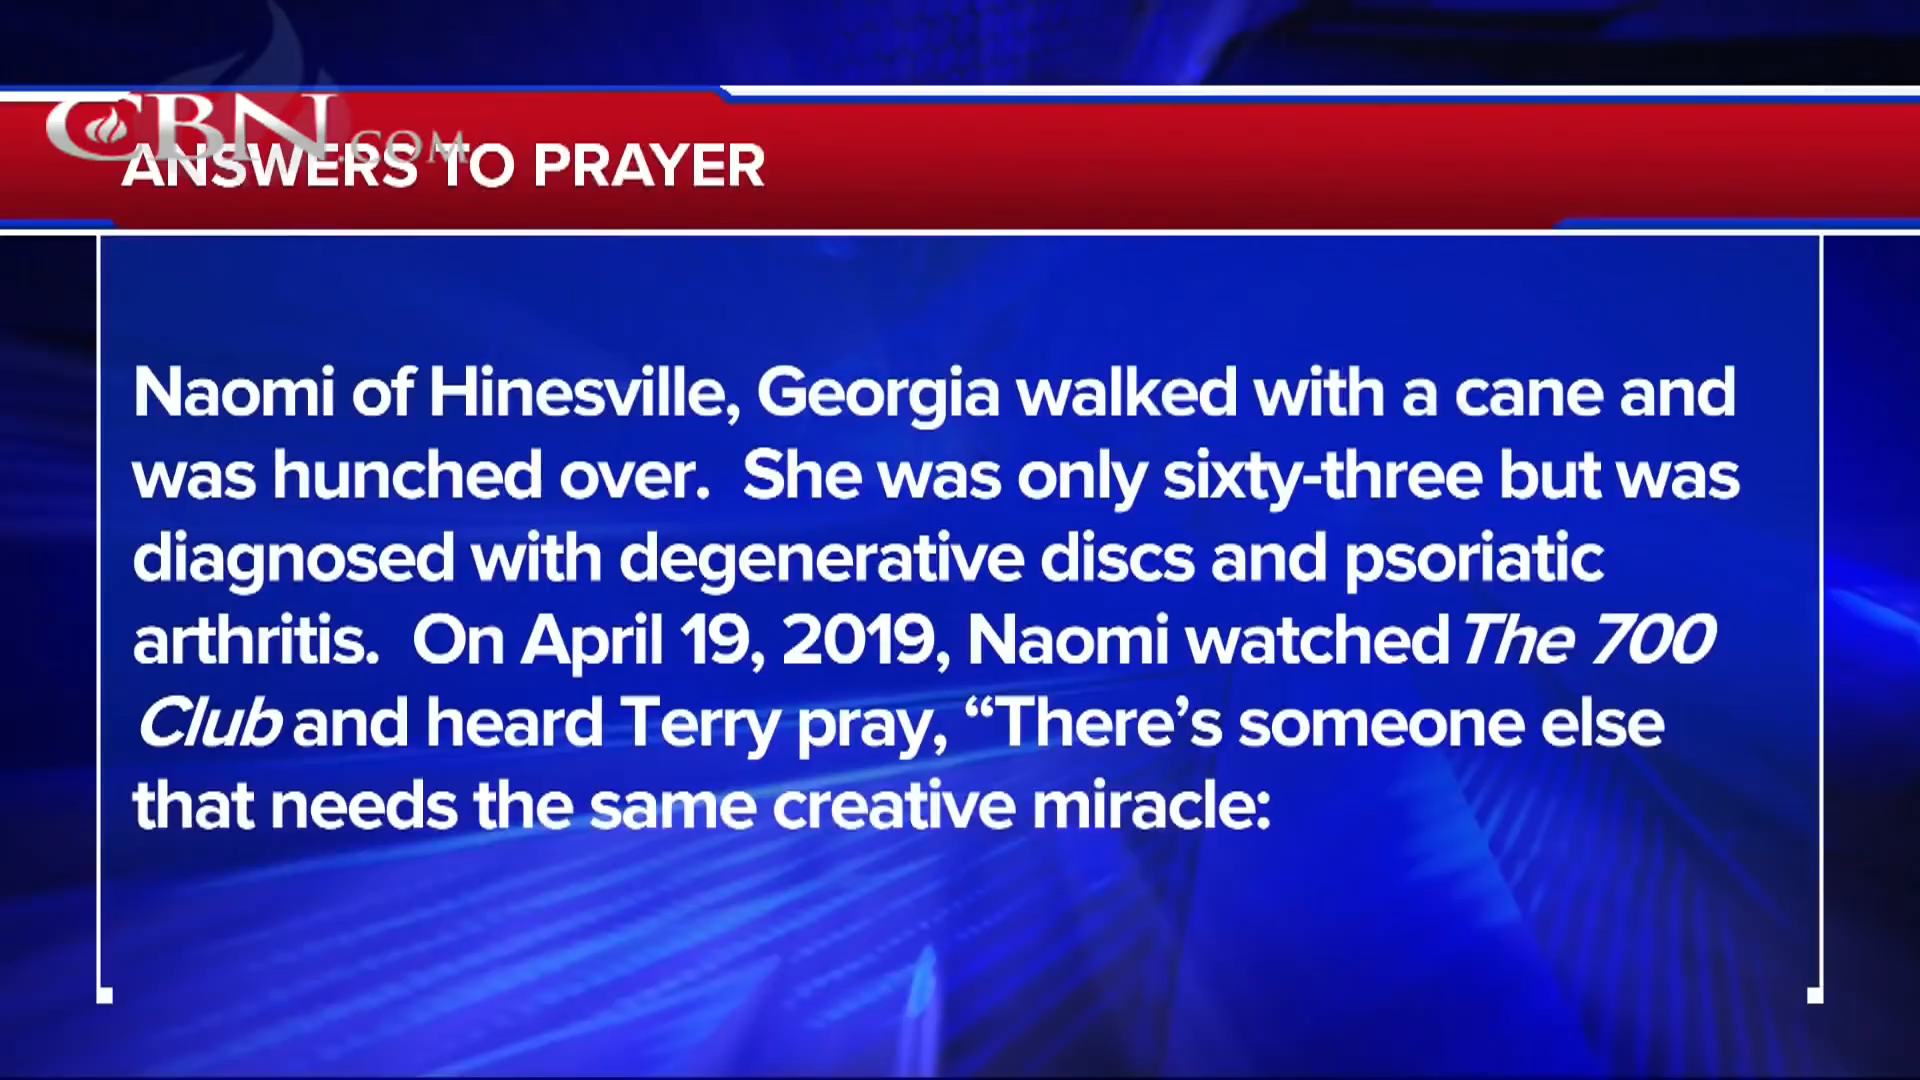 CBN.COM
ANSWERS TO PRAYER
Naomi of Hinesville, Georgia walked with a cane and
was hunched over.  She was only sixty-three but was
diagnosed with degenerative discs and psoriatic
arthritis.  On April 19, 2019, Naomi watched The 700
Club and heard Terry pray, “There’s someone else
that needs the same creative miracle: